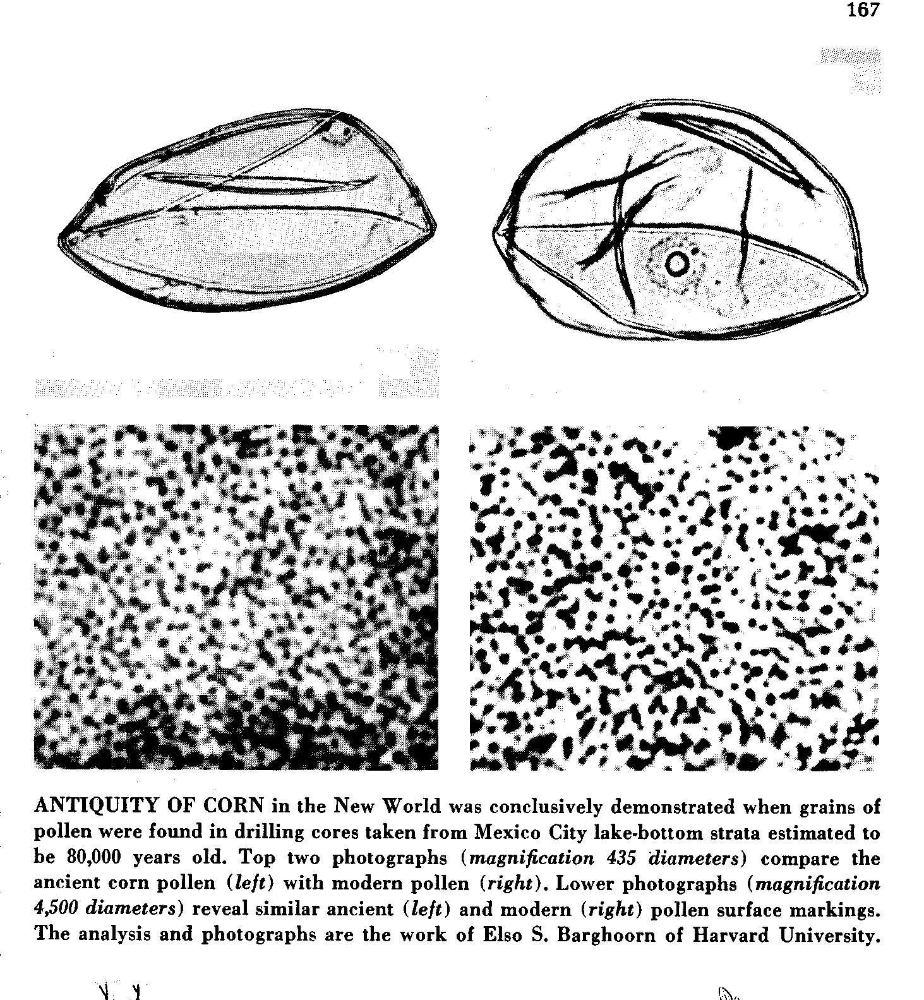 167
ANTIQUITY OF CORN in the New World was conclusively demonstrated when grains of
pollen were found in drilling cores taken from Mexico City lake-bottom strata estimated to
be 80,000 years old. Top two photographs (magnification 435 diameters) compare the
ancient corn pollen (left) with modern pollen (right). Lower photographs (magnification
4,500 diameters) reveal similar ancient (left) and modern (right) pollen surface markings.
The analysis and photographs are the work of Elso S. Barghoorn of Harvard University.